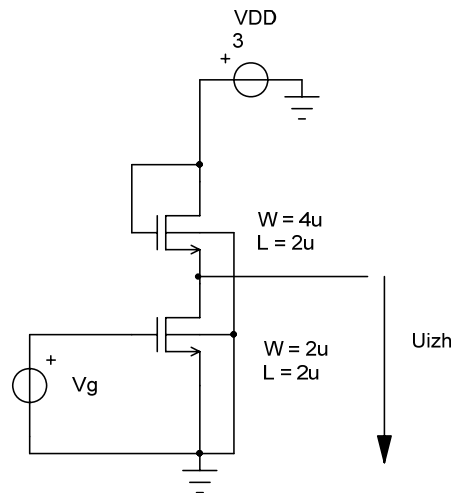 VDD
3
+
W = 4u
L = 2u
W = 2u
L = 2u
+
Vg
Uizh